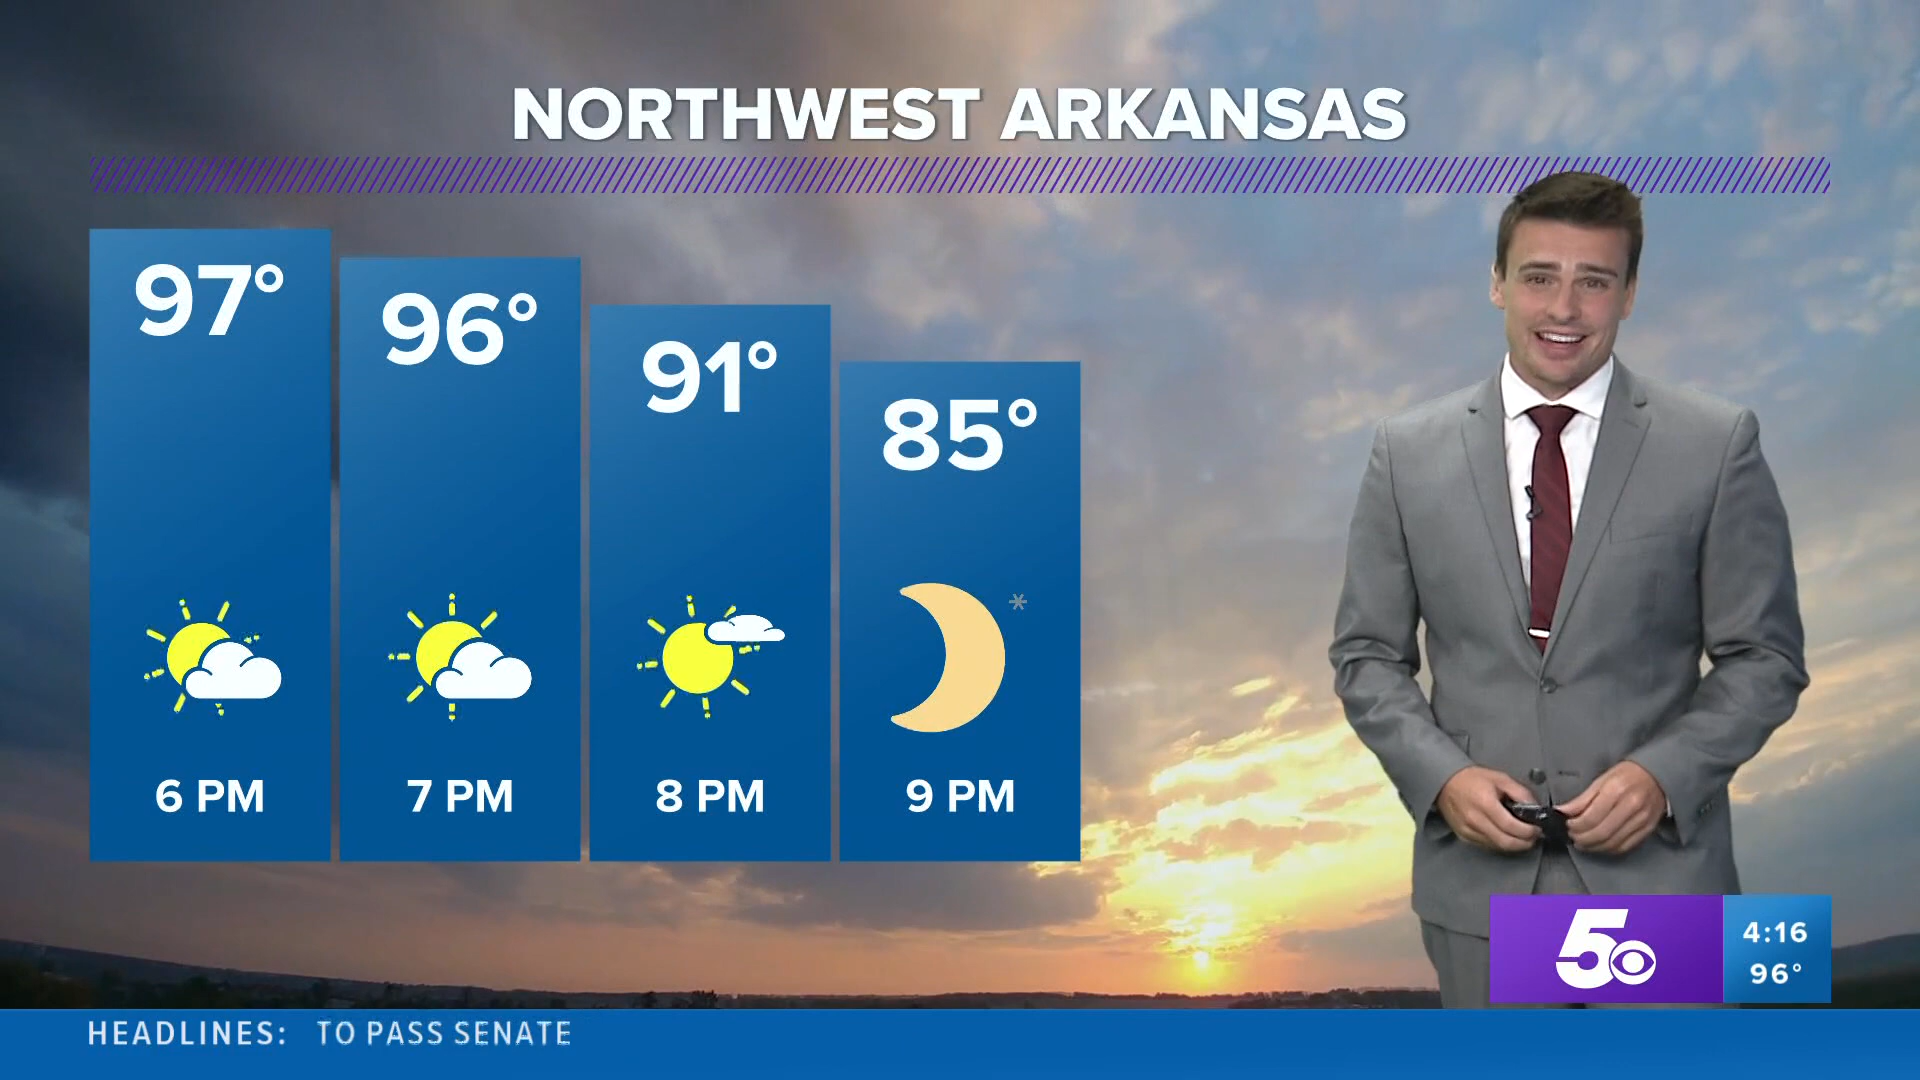 NORTHWEST ARKANSAS
97°
96°
91°
85°
6 PM
7 PM
8 PM
9 PM
5
4:16
96°
HEADLINES: TO PASS SENATE